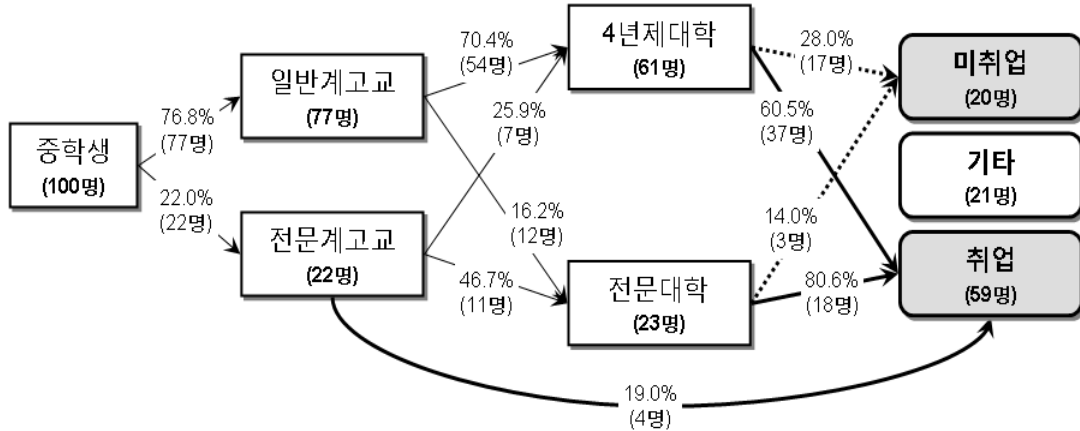 중학생
(100명)
76.8%
(77명)
22.0%
(22명)
일반계고교
(77명)
전문계고교
(22명)
70.4%
(54명)
25.9%
(7명)
16.2%
(12명)
46.7%
(11명)
4년제대학
(61명)
전문대학
(23명)
28.0%
(17명)
60.5%
(37명)
14.0%
(3명)
80.6%
(18명)
미취업
(20명)
기타
(21명)
취업
(59명)
19.0%
(4명)